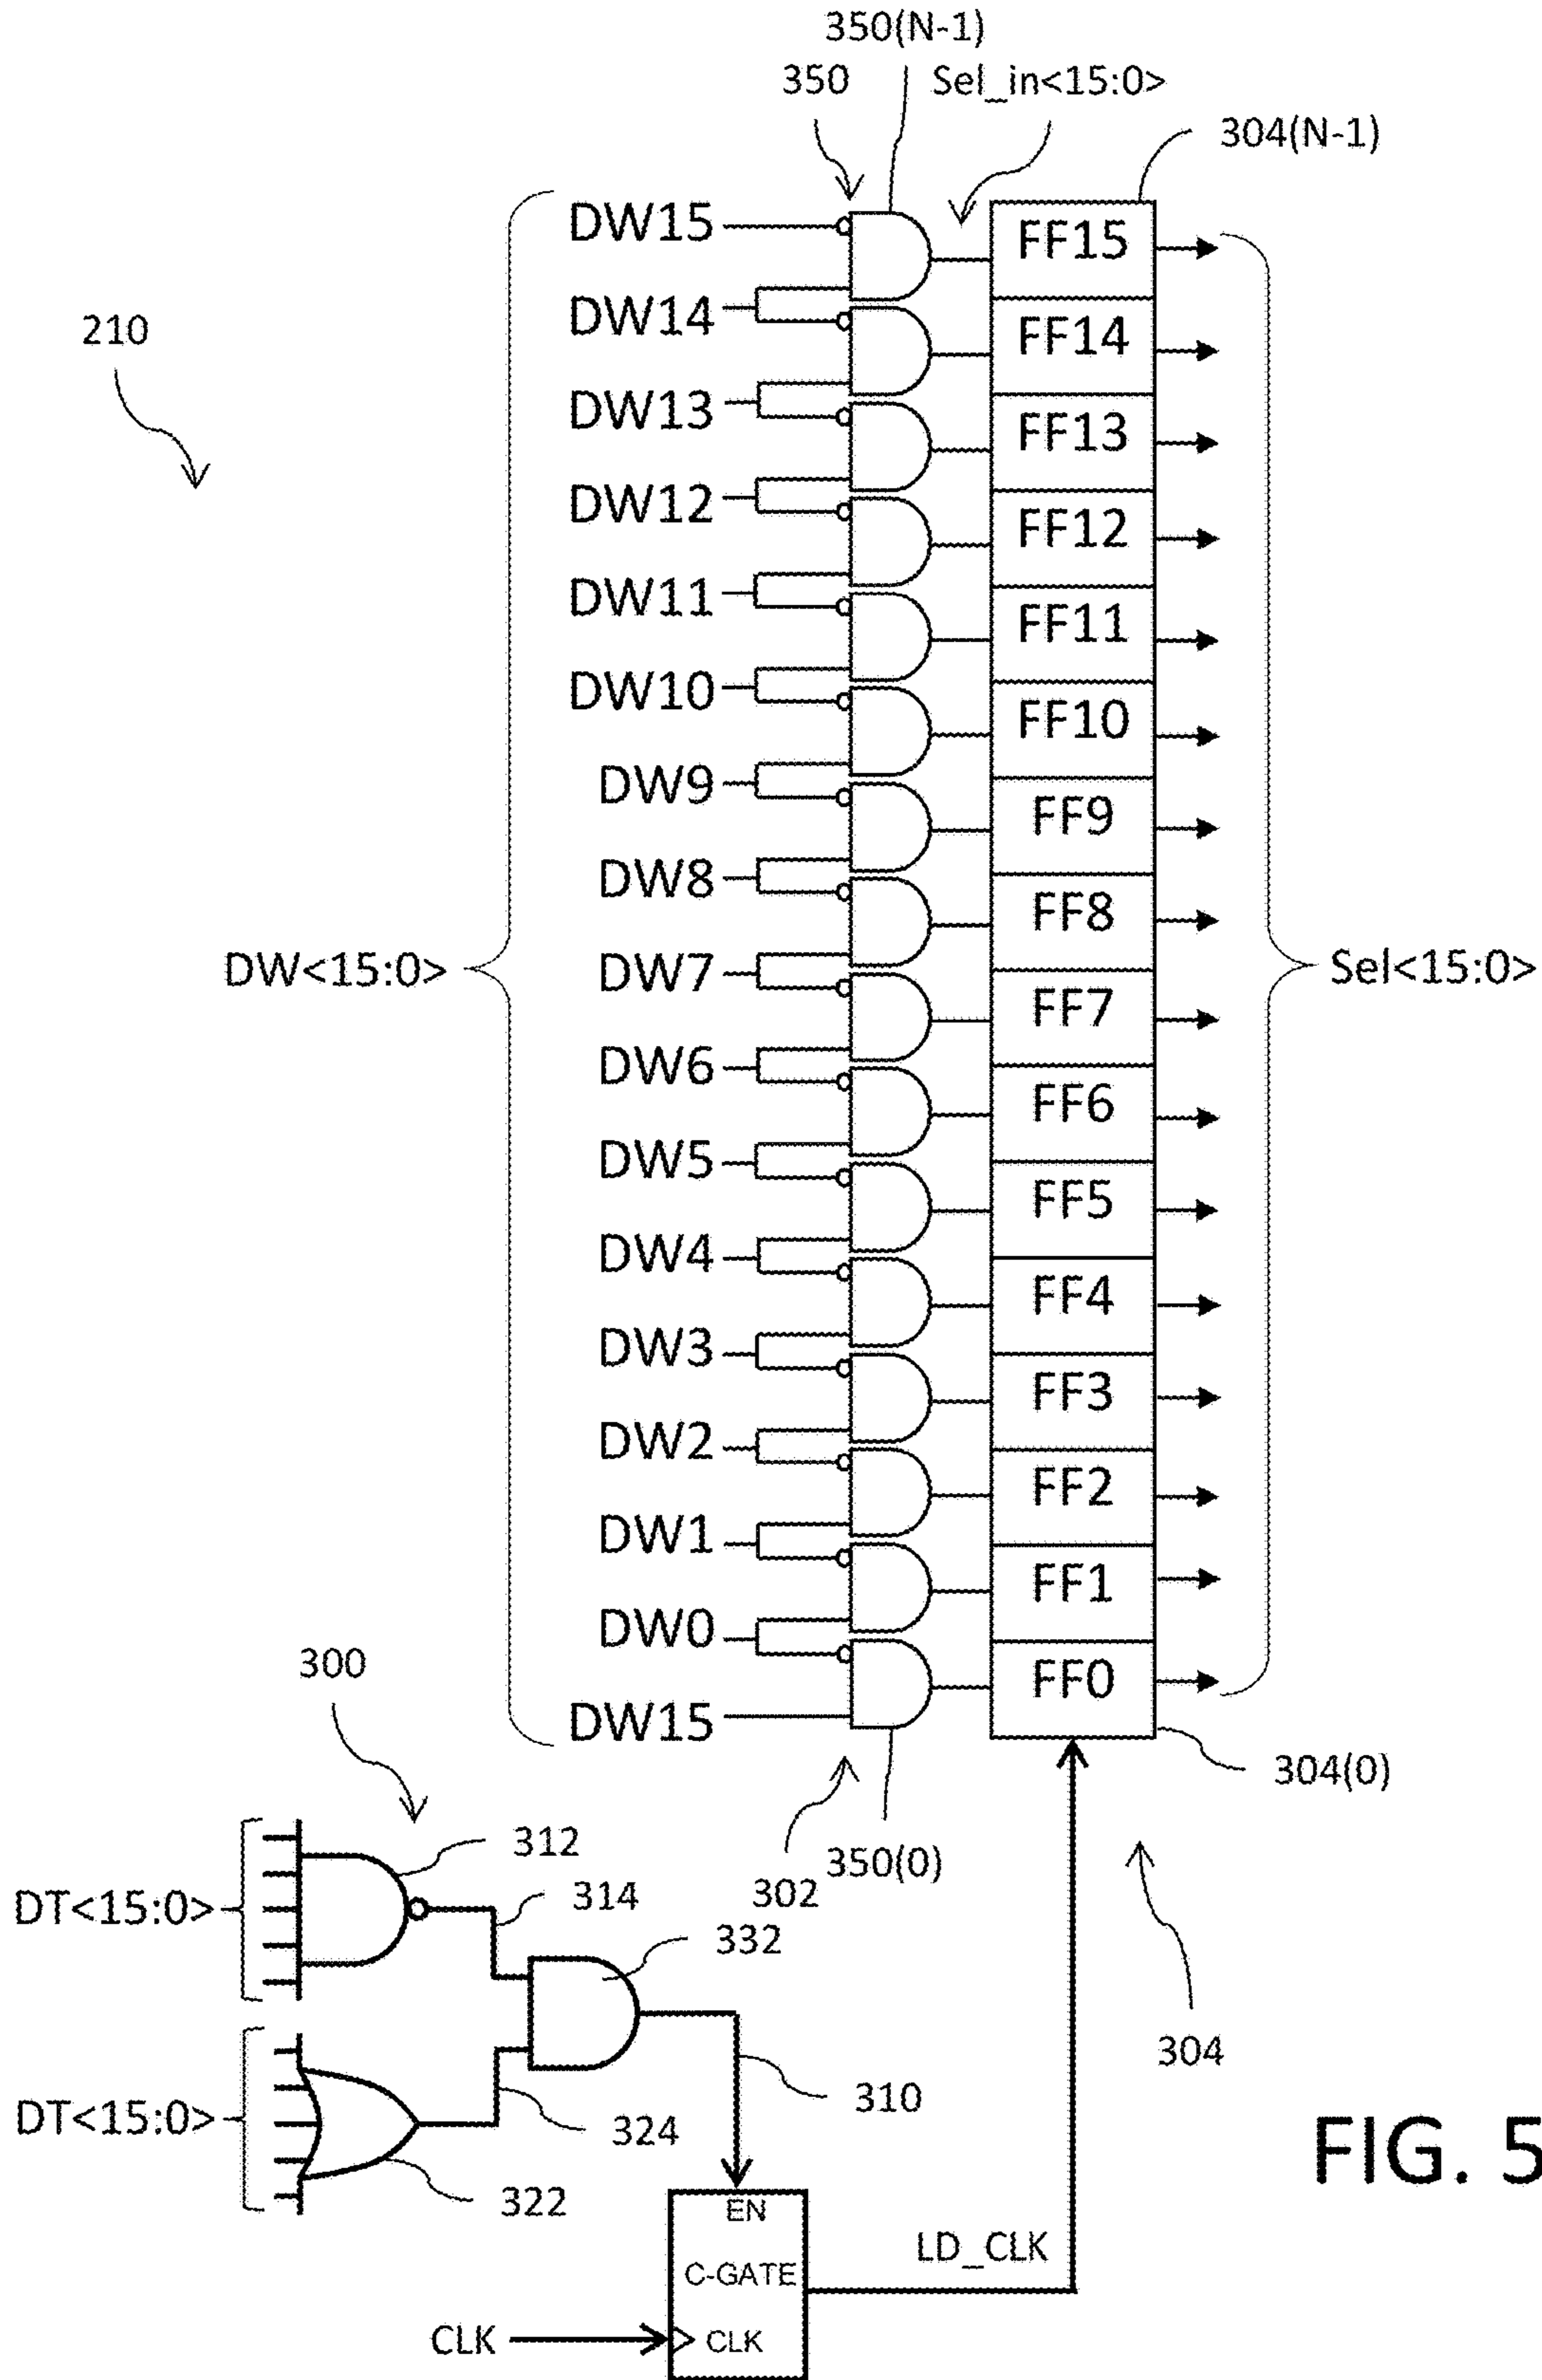 350(N-1)
350 Sel_in<15:0>
304(N-1)
DW15 FF15
210 DW14 FF14
DW13 FF13
DW12 FF12
DW11 FF11
DW10 FF10
DW9 FF9
DW8 FF8
DW<15:0> DW7 FF7 Sel<15:0>
DW6 FF6
DW5 FF5
DW4 FF4
DW3 FF3
DW2 FF2
DW1 FF1
300 DW0 FF0
DW15
304(0)
312 350(0)
DT<15:0> 314 302
332
304
310
DT<15:0> 324
322
FIG. 5
EN
LD_CLK
C-GATE
CLK CLK